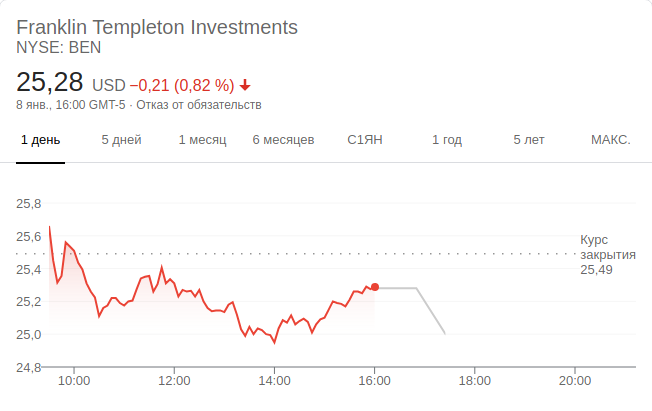 Franklin Templeton Investments
NYSE: BEN
25,28 USD −0,21 (0,82 %)
8 янв., 16:00 GMT-5 · Отказ от обязательств
1 день 5 дней 1 месяц 6 месяцев С1ЯН 1 год 5 лет МАКС.
25,8
25,6
25,4
25,2
25,0
24,8
Курс
закрытия
25,49
10:00 12:00 14:00 16:00 18:00 20:00